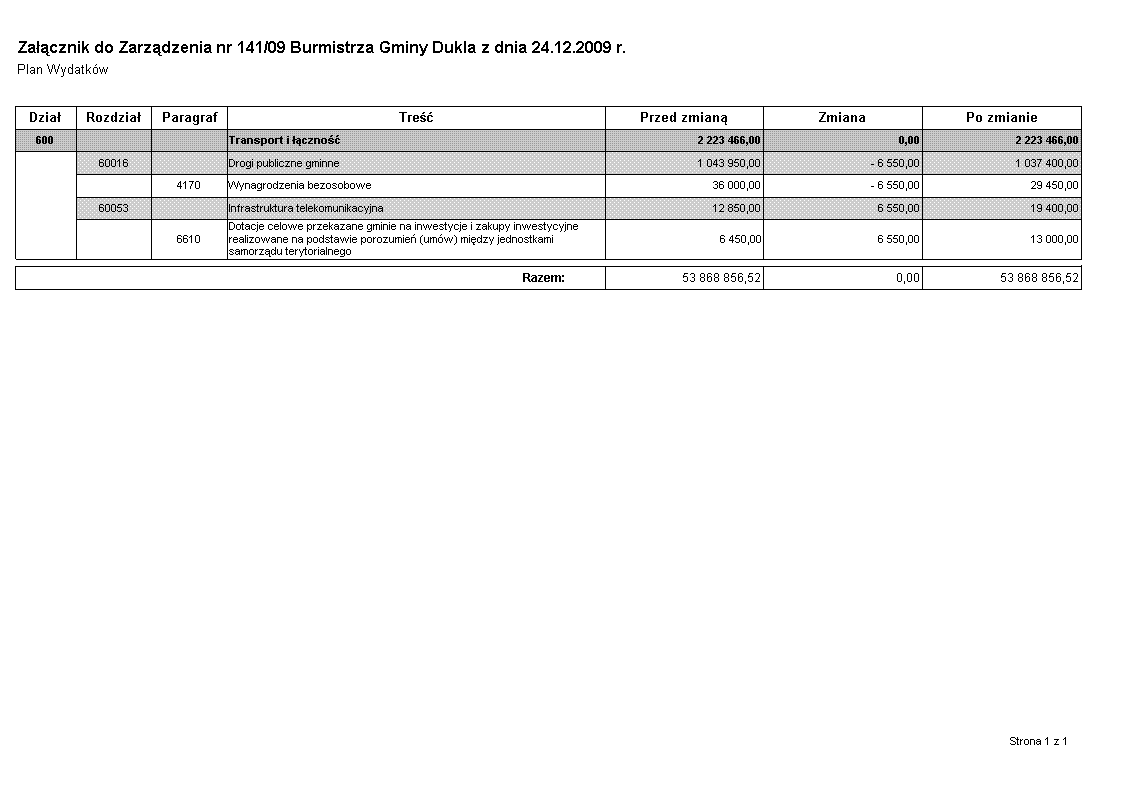 Załącznik do Zarządzenia nr 141/09 Burmistrza Gminy Dukla z dnia 24.12.2009 r.
Plan Wydatków
Dział Rozdział Paragraf Treść Przed zmianą Zmiana Po zmianie
600 Transport i łączność 2 223 466,00 0,00 2 223 466,00
60016 Drogi publiczne gminne 1 043 950,00 - 6 550,00 1 037 400,00
4170 Wynagrodzenia bezosobowe 36 000,00 - 6 550,00 29 450,00
60053 Infrastruktura telekomunikacyjna 12 850,00 6 550,00 19 400,00
Dotacje celowe przekazane gminie na inwestycje i zakupy inwestycyjne
6610 realizowane na podstawie porozumień (umów) między jednostkami 6 450,00 6 550,00 13 000,00
samorządu terytorialnego
Razem: 53 868 856,52 0,00 53 868 856,52
Strona 1 z 1